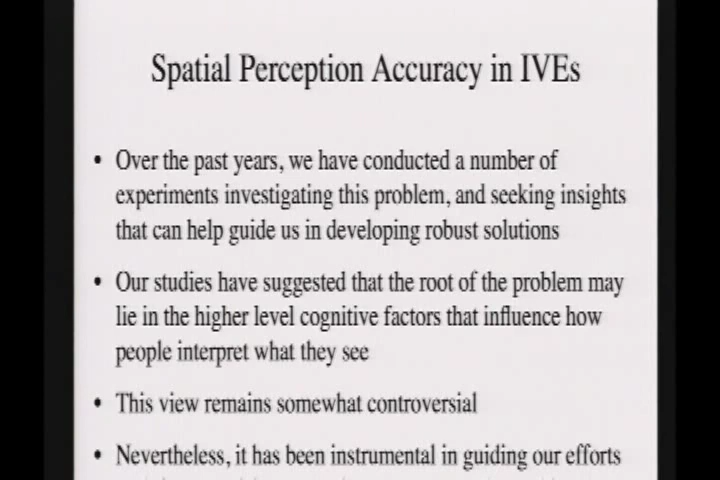 Spatial Perception Accuracy in IVEs
• Over the past years, we have conducted a number of
experiments investigating this problem, and seeking insights
that can help guide us in developing robust solutions
• Our studies have suggested that the root of the problem may
lie in the higher level cognitive factors that influence how
people interpret what they see
• This view remains somewhat controversial
• Nevertheless, it has been instrumental in guiding our efforts